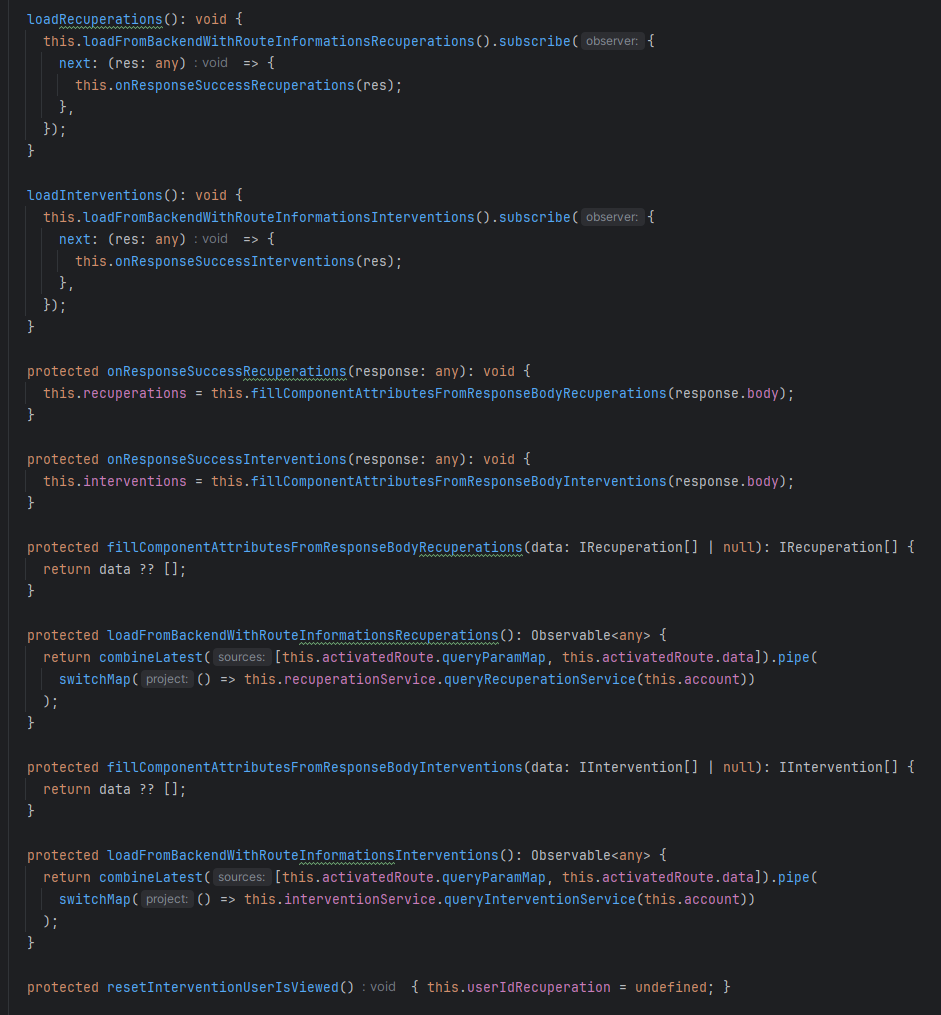 loadRecuperations(): void {
this.loadFromBackendWithRouteInformationsRecuperations().subscribe( observer: {
next: (res: any) : void => {
this.onResponseSuccessRecuperations(res);
},
});
}
loadInterventions(): void {
this.loadFromBackendWithRouteInformationsInterventions().subscribe( observer: {
next: (res: any) : void => {
this.onResponseSuccessInterventions(res);
},
});
}
protected onResponseSuccessRecuperations(response: any): void {
this.recuperations = this.fillComponentAttributesFromResponseBodyRecuperations(response.body);
}
protected onResponseSuccessInterventions(response: any): void {
this.interventions = this.fillComponentAttributesFromResponseBodyInterventions(response.body);
}
protected fillComponentAttributesFromResponseBodyRecuperations(data: IRecuperation[] | null): IRecuperation[] {
return data ?? [];
}
protected loadFromBackendWithRouteInformationsRecuperations(): Observable<any> {
return combineLatest( sources: [this.activatedRoute.queryParamMap, this.activatedRoute.data]).pipe(
switchMap( project: () => this.recuperationService.queryRecuperationService(this.account))
);
}
protected fillComponentAttributesFromResponseBodyInterventions(data: IIntervention[] | null): IIntervention[] {
return data ?? [];
}
protected loadFromBackendWithRouteInformationsInterventions(): Observable<any> {
return combineLatest( sources: [this.activatedRoute.queryParamMap, this.activatedRoute.data]).pipe(
switchMap( project: () => this.interventionService.queryInterventionService(this.account))
);
}
protected resetInterventionUserIsViewed() : void { this.userIdRecuperation = undefined; }